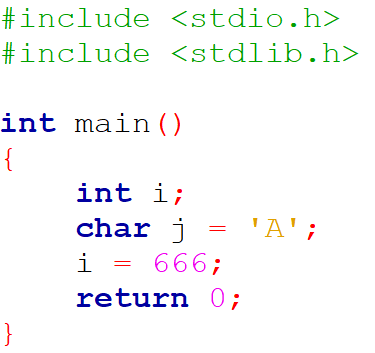 #include <stdio.h>
#include <stdlib.h>

int main()
{
    int i;
    char j = 'A';
    i = 666;
    return 0;
}